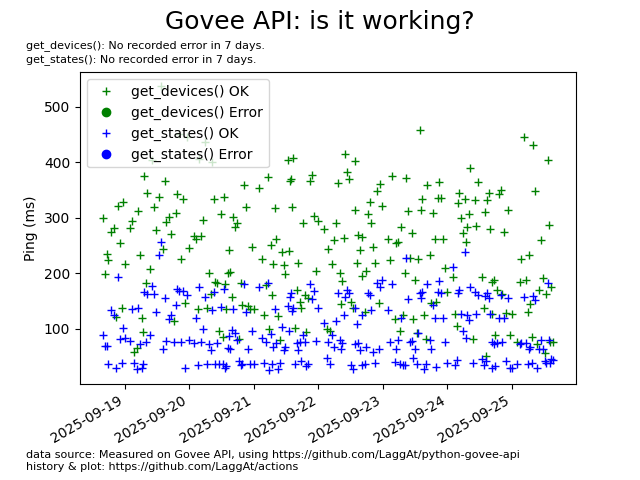 Govee API: is it working?
get_devices(): No recorded error in 7 days.
get_states(): No recorded error in 7 days.
get_devices() OK
get_devices() Error
get_states() OK
get_states() Error
500
400
300
200
100
Ping (ms)
2025-09-19
2025-09-20
2025-09-21
2025-09-22
2025-09-23
2025-09-24
2025-09-25
data source: Measured on Govee API, using https://github.com/LaggAt/python-govee-api
history & plot: https://github.com/LaggAt/actions